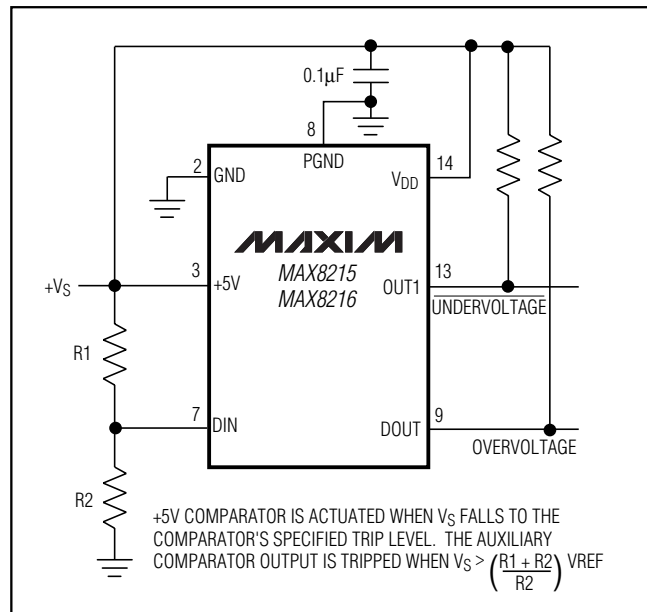 0.1μF
8
PGND
2
GND
14
VDD
MAXIM
MAX8215
MAX8216
3
+5V
+VS
13
OUT1
UNDERVOLTAGE
R1
7
DIN
9
DOUT
OVERVOLTAGE
R2
+5V COMPARATOR IS ACTUATED WHEN VS FALLS TO THE
COMPARATOR'S SPECIFIED TRIP LEVEL. THE AUXILIARY
COMPARATOR OUTPUT IS TRIPPED WHEN VS > (R1 + R2 / R2) VREF